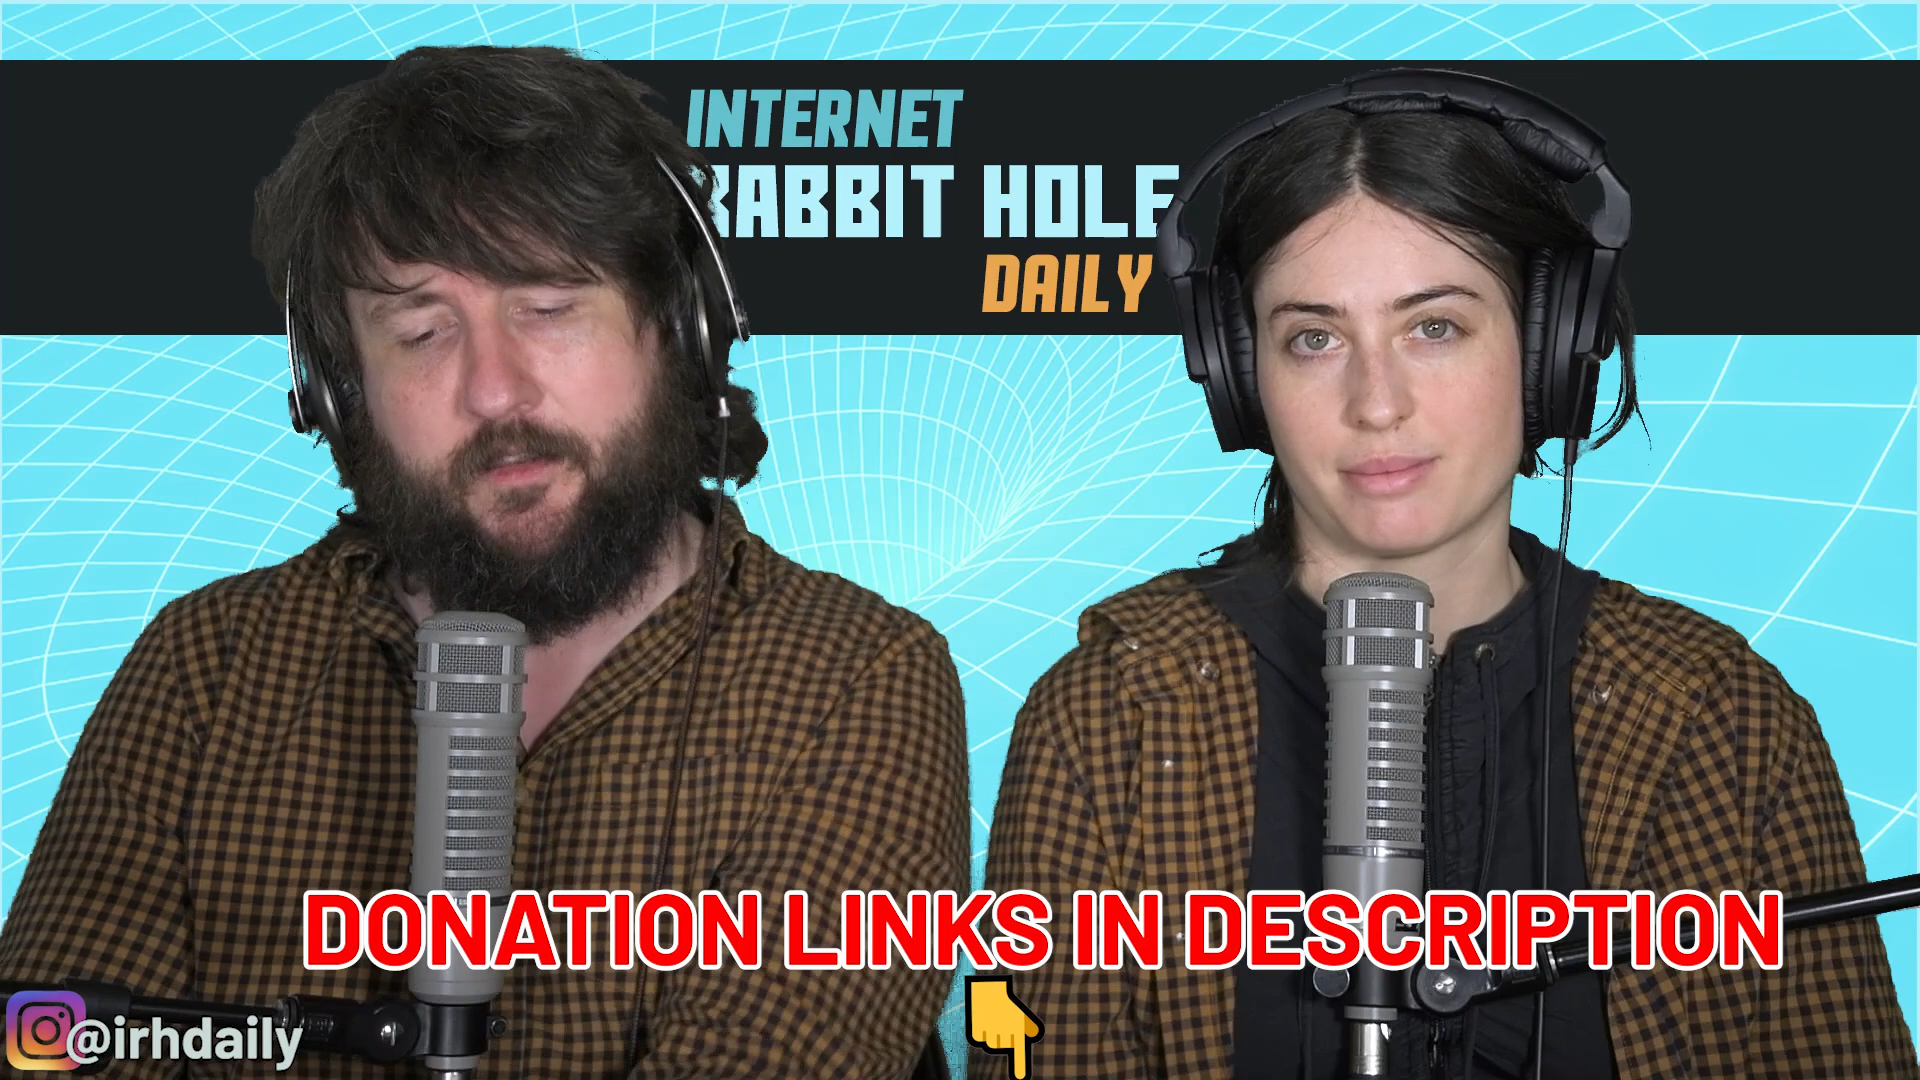 INTERNET
RABBIT HOLE
DAILY
DONATION LINKS IN DESCRIPTION
@irhdaily